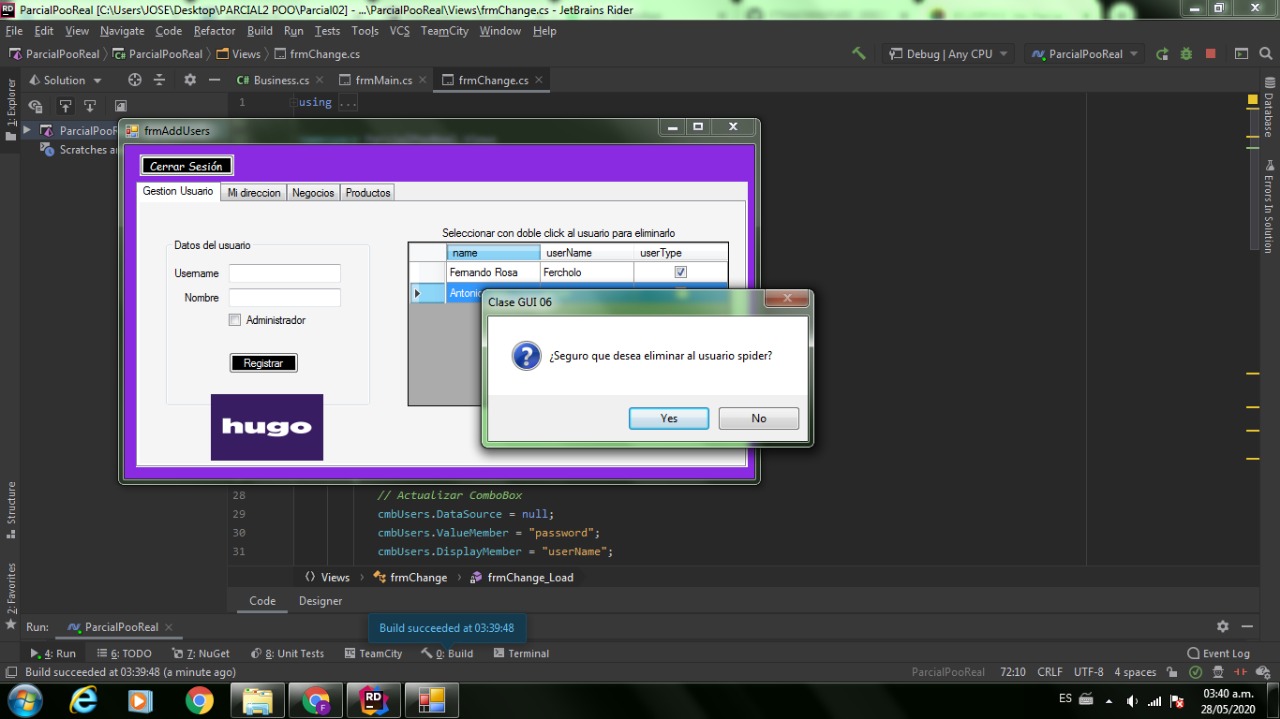 ParcialPooReal [C:\Users\JOSE\Desktop\PARCIAL2 POO\Parcial02] - ...\ParcialPooReal\Views\frmChange.cs - JetBrains Rider
File Edit View Navigate Code Refactor Build Run Tests Tools VCS TeamCity Window Help
ParcialPooReal ParcialPooReal Views frmChange.cs Debug | Any CPU ParcialPooReal
1: Explorer
Solution Business.cs frmMain.cs frmChange.cs
Database
1 using ...
ParcialPooR
Scratches a
Errors In Solution
frmAddUsers
Cerrar Sesión
Gestion Usuario Mi direccion Negocios Productos
Seleccionar con doble click al usuario para eliminarlo
Datos del usuario
name userName userType
Username
Fernando Rosa Fercholo
Nombre
Antonio
Administrador
Registrar
hugo
Clase GUI 06
¿Seguro que desea eliminar al usuario spider?
Yes No
28 // Actualizar ComboBox
29 cmbUsers.DataSource = null;
30 cmbUsers.ValueMember = "password";
31 cmbUsers.DisplayMember = "userName";
Structure
2: Favorites
Views frmChange frmChange_Load
Code Designer
Run: ParcialPooReal
Build succeeded at 03:39:48
4: Run 6: TODO 7: NuGet 8: Unit Tests TeamCity 0: Build Terminal Event Log
Build succeeded at 03:39:48 (a minute ago) ParcialPooReal 72:10 CRLF UTF-8 4 spaces
ES 03:40 a.m.
28/05/2020